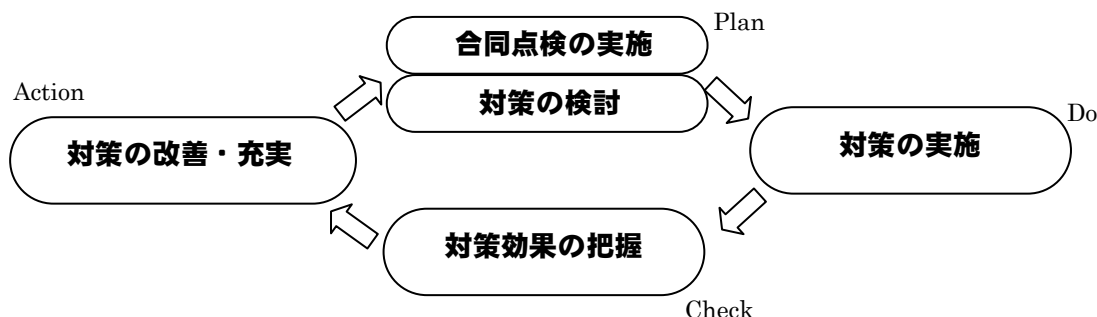 合同点検の実施
Plan
対策の検討
Action
対策の改善・充実
Do
対策の実施
対策効果の把握
Check